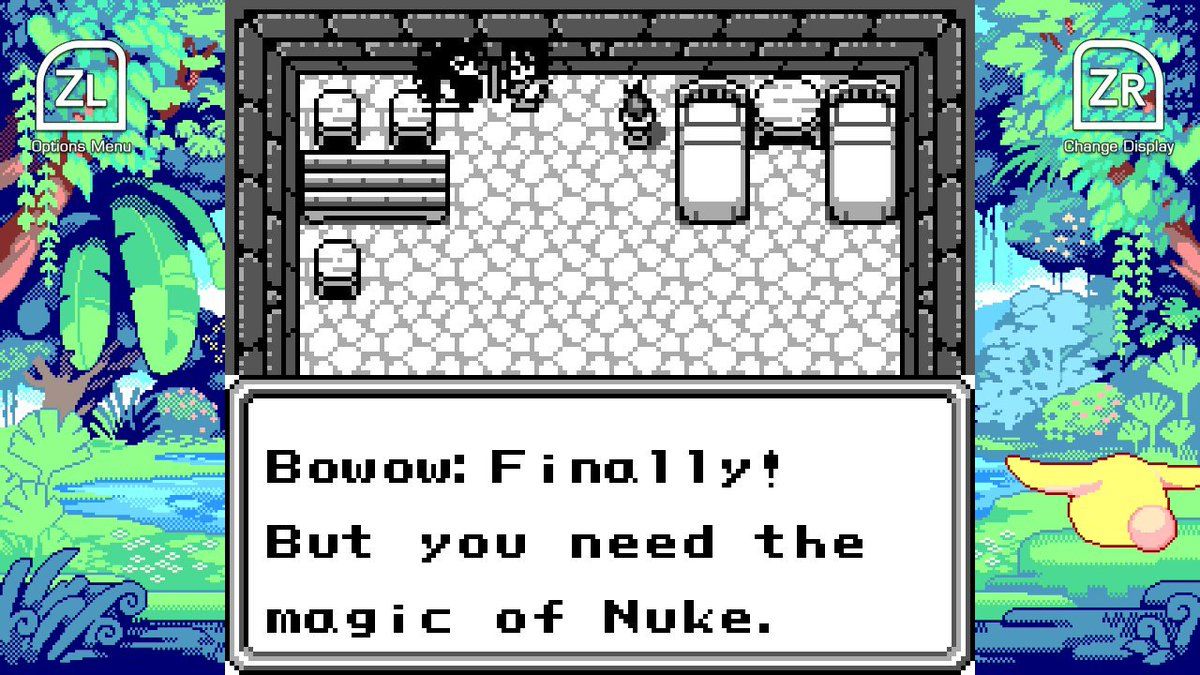 ZL
Options Menu
ZR
Change Display
Bowow: Finally!
But you need the
magic of Nuke.